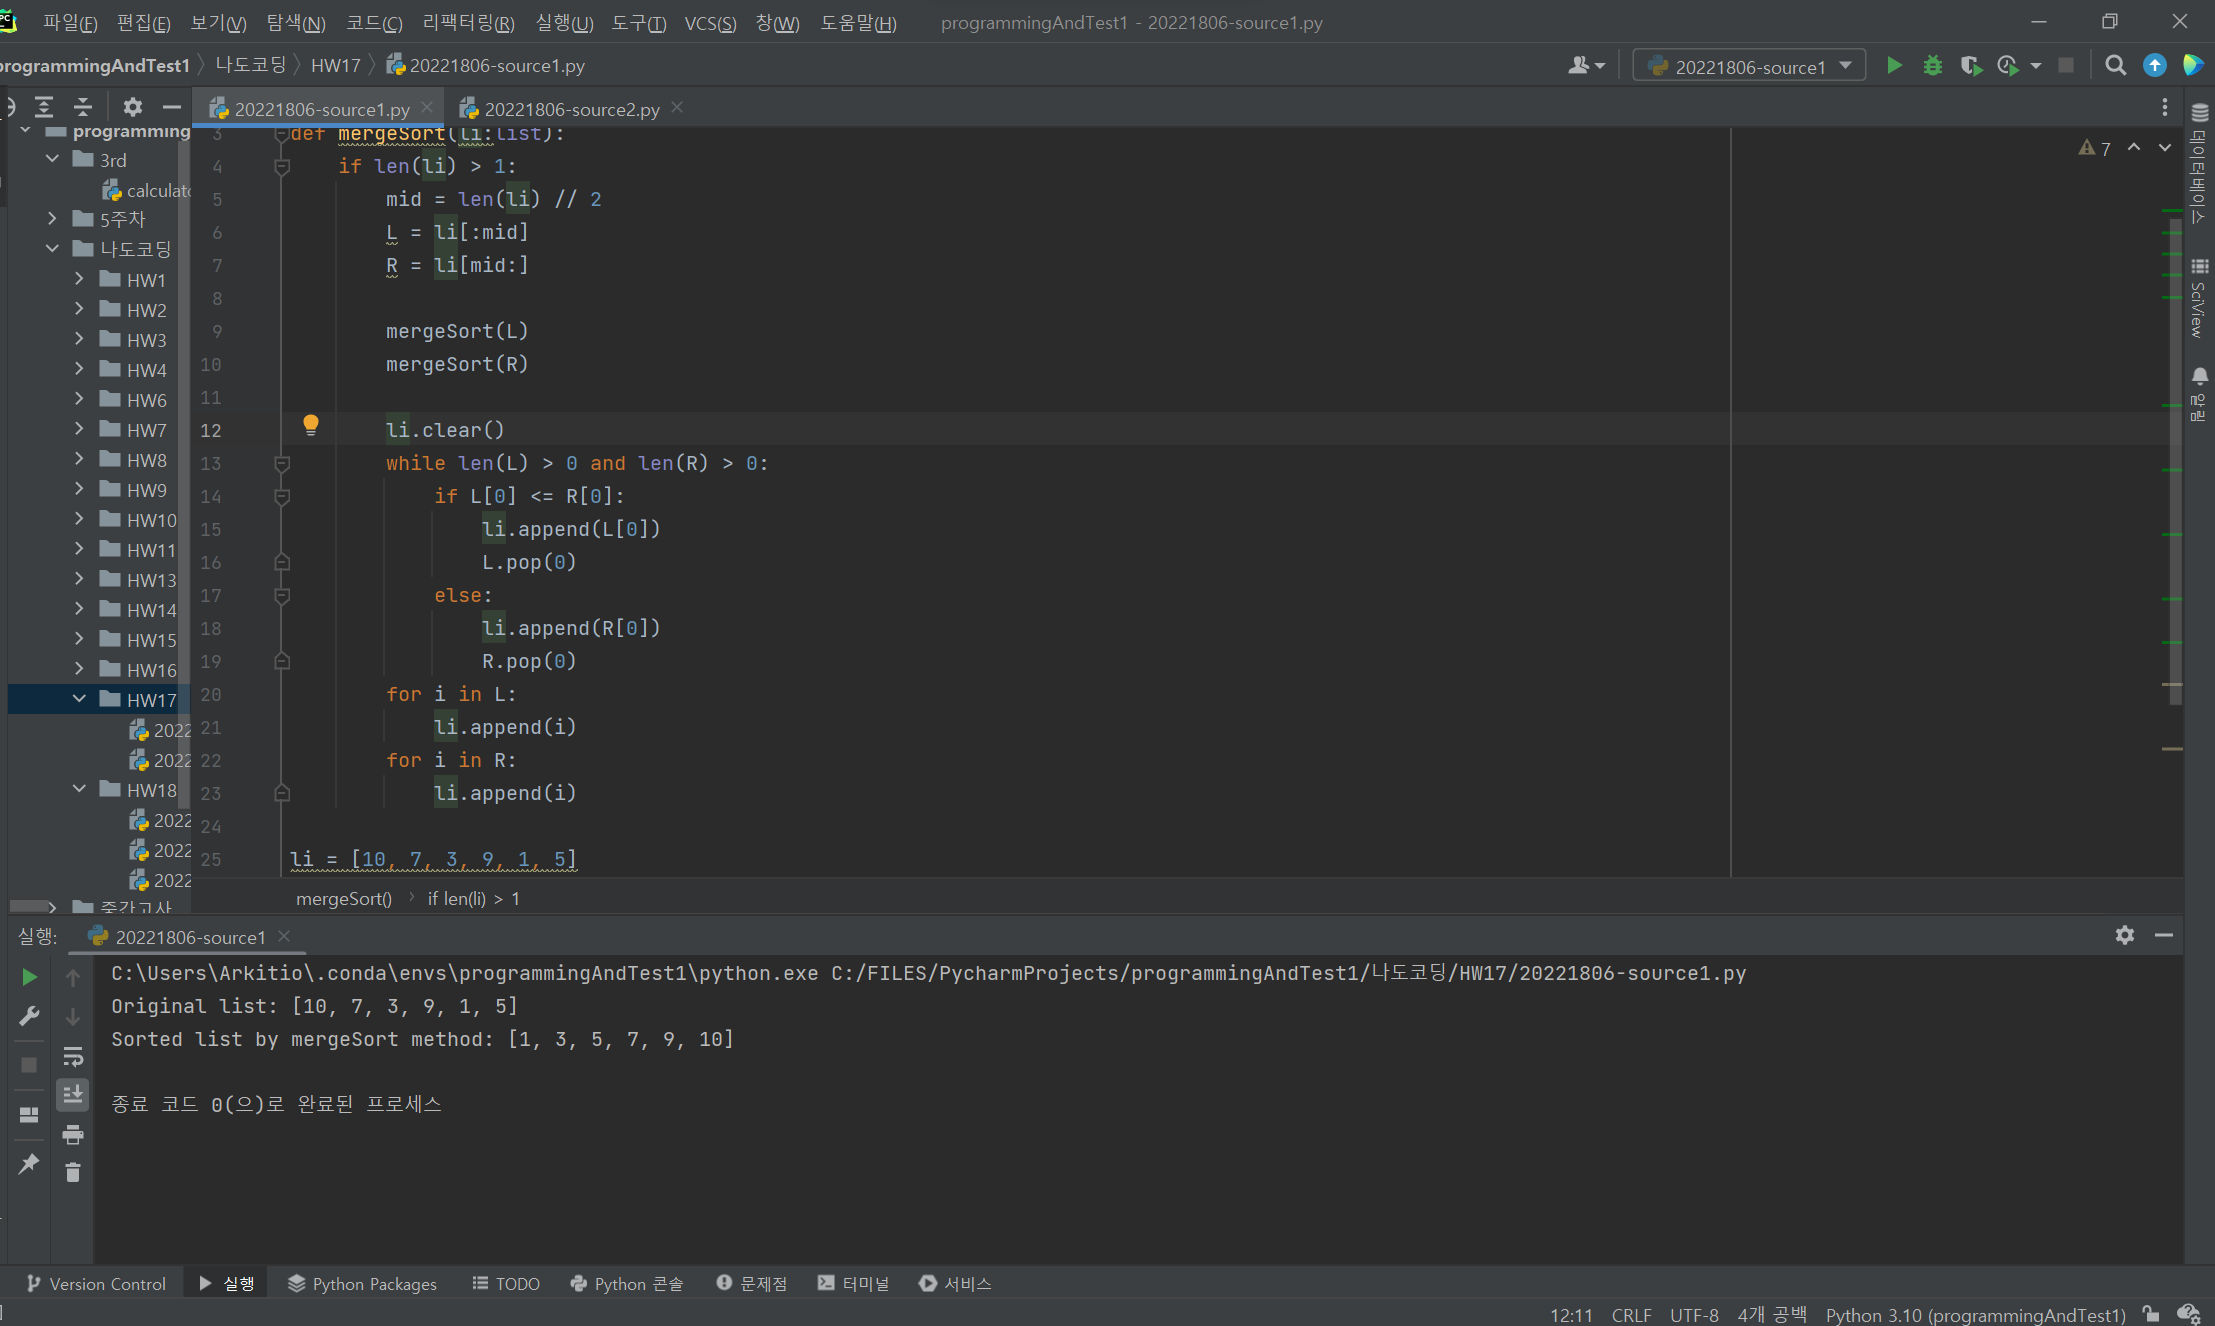 파일(F) 편집(E) 보기(V) 탐색(N) 코드(C) 리팩터링(R) 실행(U) 도구(T) VCS(S) 창(W) 도움말(H) programmingAndTest1 - 20221806-source1.py
programmingAndTest1 나도코딩 HW17 20221806-source1.py 20221806-source1
20221806-source1.py 20221806-source2.py
programming
3rd
calculato
5주차
나도코딩
HW1
HW2
HW3
HW4
HW6
HW7
HW8
HW9
HW10
HW11
HW13
HW14
HW15
HW16
HW17
2022
2022
HW18
2022
2022
2022
중간고사
3 def mergeSort(li:list):
4 if len(li) > 1:
5 mid = len(li) // 2
6 L = li[:mid]
7 R = li[mid:]
8
9 mergeSort(L)
10 mergeSort(R)
11
12 li.clear()
13 while len(L) > 0 and len(R) > 0:
14 if L[0] <= R[0]:
15 li.append(L[0])
16 L.pop(0)
17 else:
18 li.append(R[0])
19 R.pop(0)
20 for i in L:
21 li.append(i)
22 for i in R:
23 li.append(i)
24
25 li = [10, 7, 3, 9, 1, 5]
7
데이터베이스
SciView
알림
mergeSort() if len(li) > 1
실행: 20221806-source1
C:\Users\Arkitio\.conda\envs\programmingAndTest1\python.exe C:/FILES/PycharmProjects/programmingAndTest1/나도코딩/HW17/20221806-source1.py
Original list: [10, 7, 3, 9, 1, 5]
Sorted list by mergeSort method: [1, 3, 5, 7, 9, 10]
종료 코드 0(으)로 완료된 프로세스
Version Control 실행 Python Packages TODO Python 콘솔 문제점 터미널 서비스
12:11 CRLF UTF-8 4개 공백 Python 3.10 (programmingAndTest1)